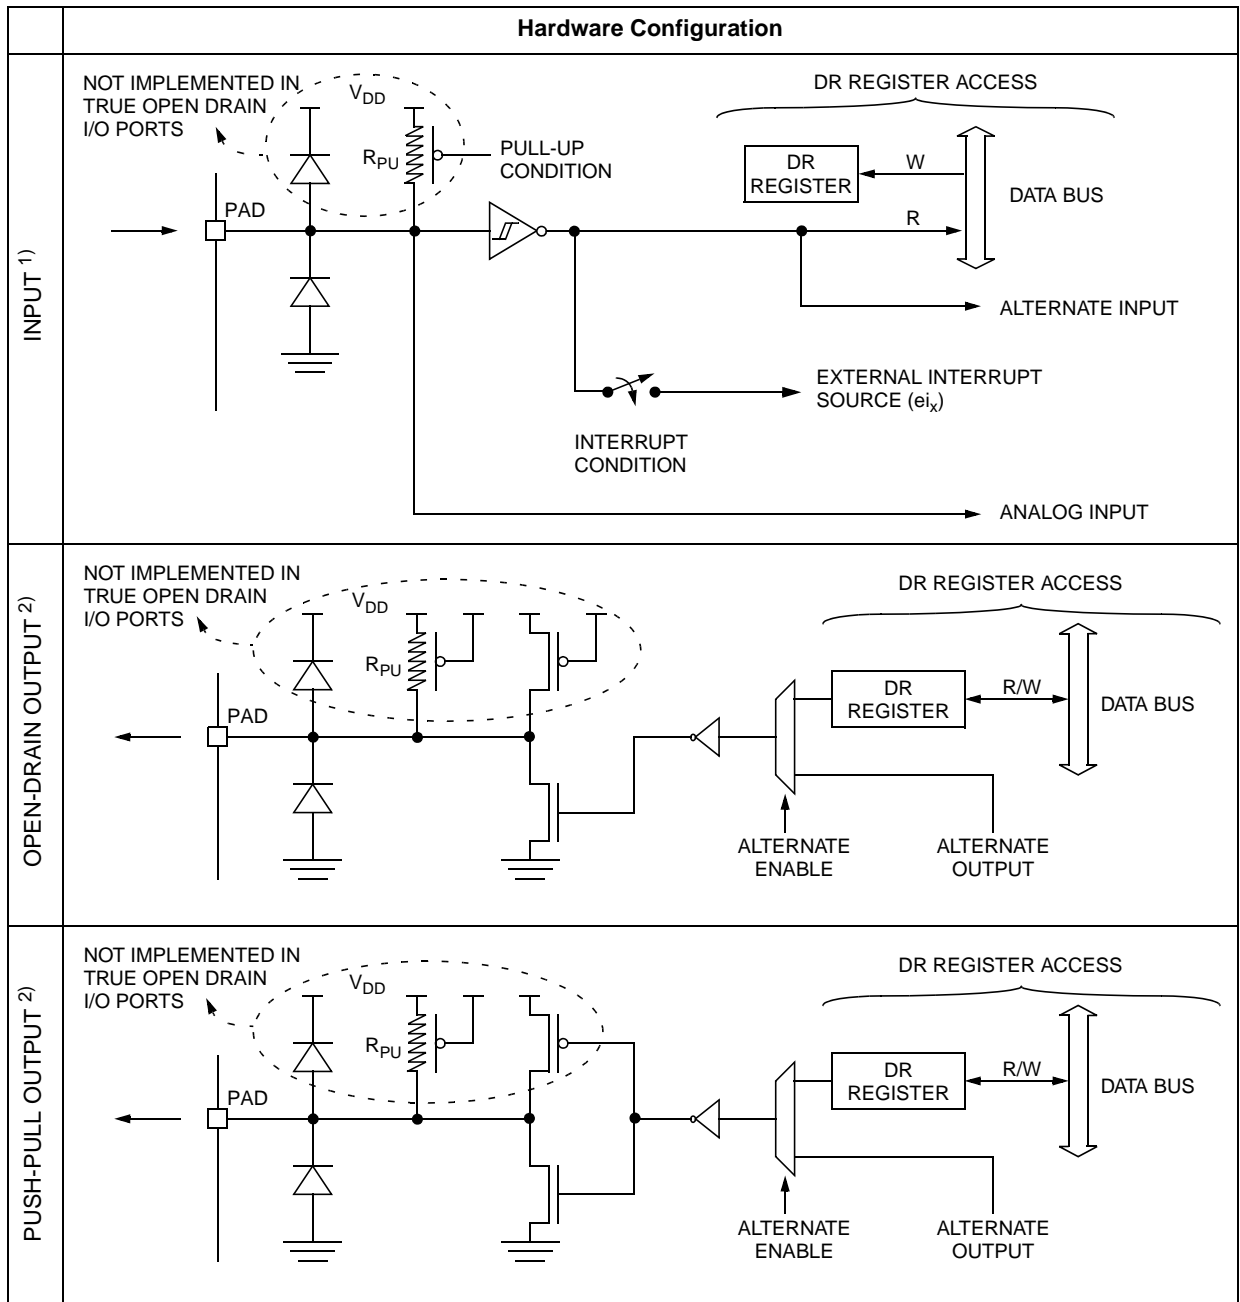 Hardware Configuration
INPUT 1)
NOT IMPLEMENTED IN
TRUE OPEN DRAIN
I/O PORTS
VDD
RPU
PULL-UP
CONDITION
PAD
DR REGISTER ACCESS
DR
REGISTER
W
R
DATA BUS
ALTERNATE INPUT
EXTERNAL INTERRUPT
SOURCE (eix)
INTERRUPT
CONDITION
ANALOG INPUT
OPEN-DRAIN OUTPUT 2)
NOT IMPLEMENTED IN
TRUE OPEN DRAIN
I/O PORTS
VDD
RPU
PAD
DR REGISTER ACCESS
DR
REGISTER
R/W
DATA BUS
ALTERNATE
ENABLE
ALTERNATE
OUTPUT
PUSH-PULL OUTPUT 2)
NOT IMPLEMENTED IN
TRUE OPEN DRAIN
I/O PORTS
VDD
RPU
PAD
DR REGISTER ACCESS
DR
REGISTER
R/W
DATA BUS
ALTERNATE
ENABLE
ALTERNATE
OUTPUT